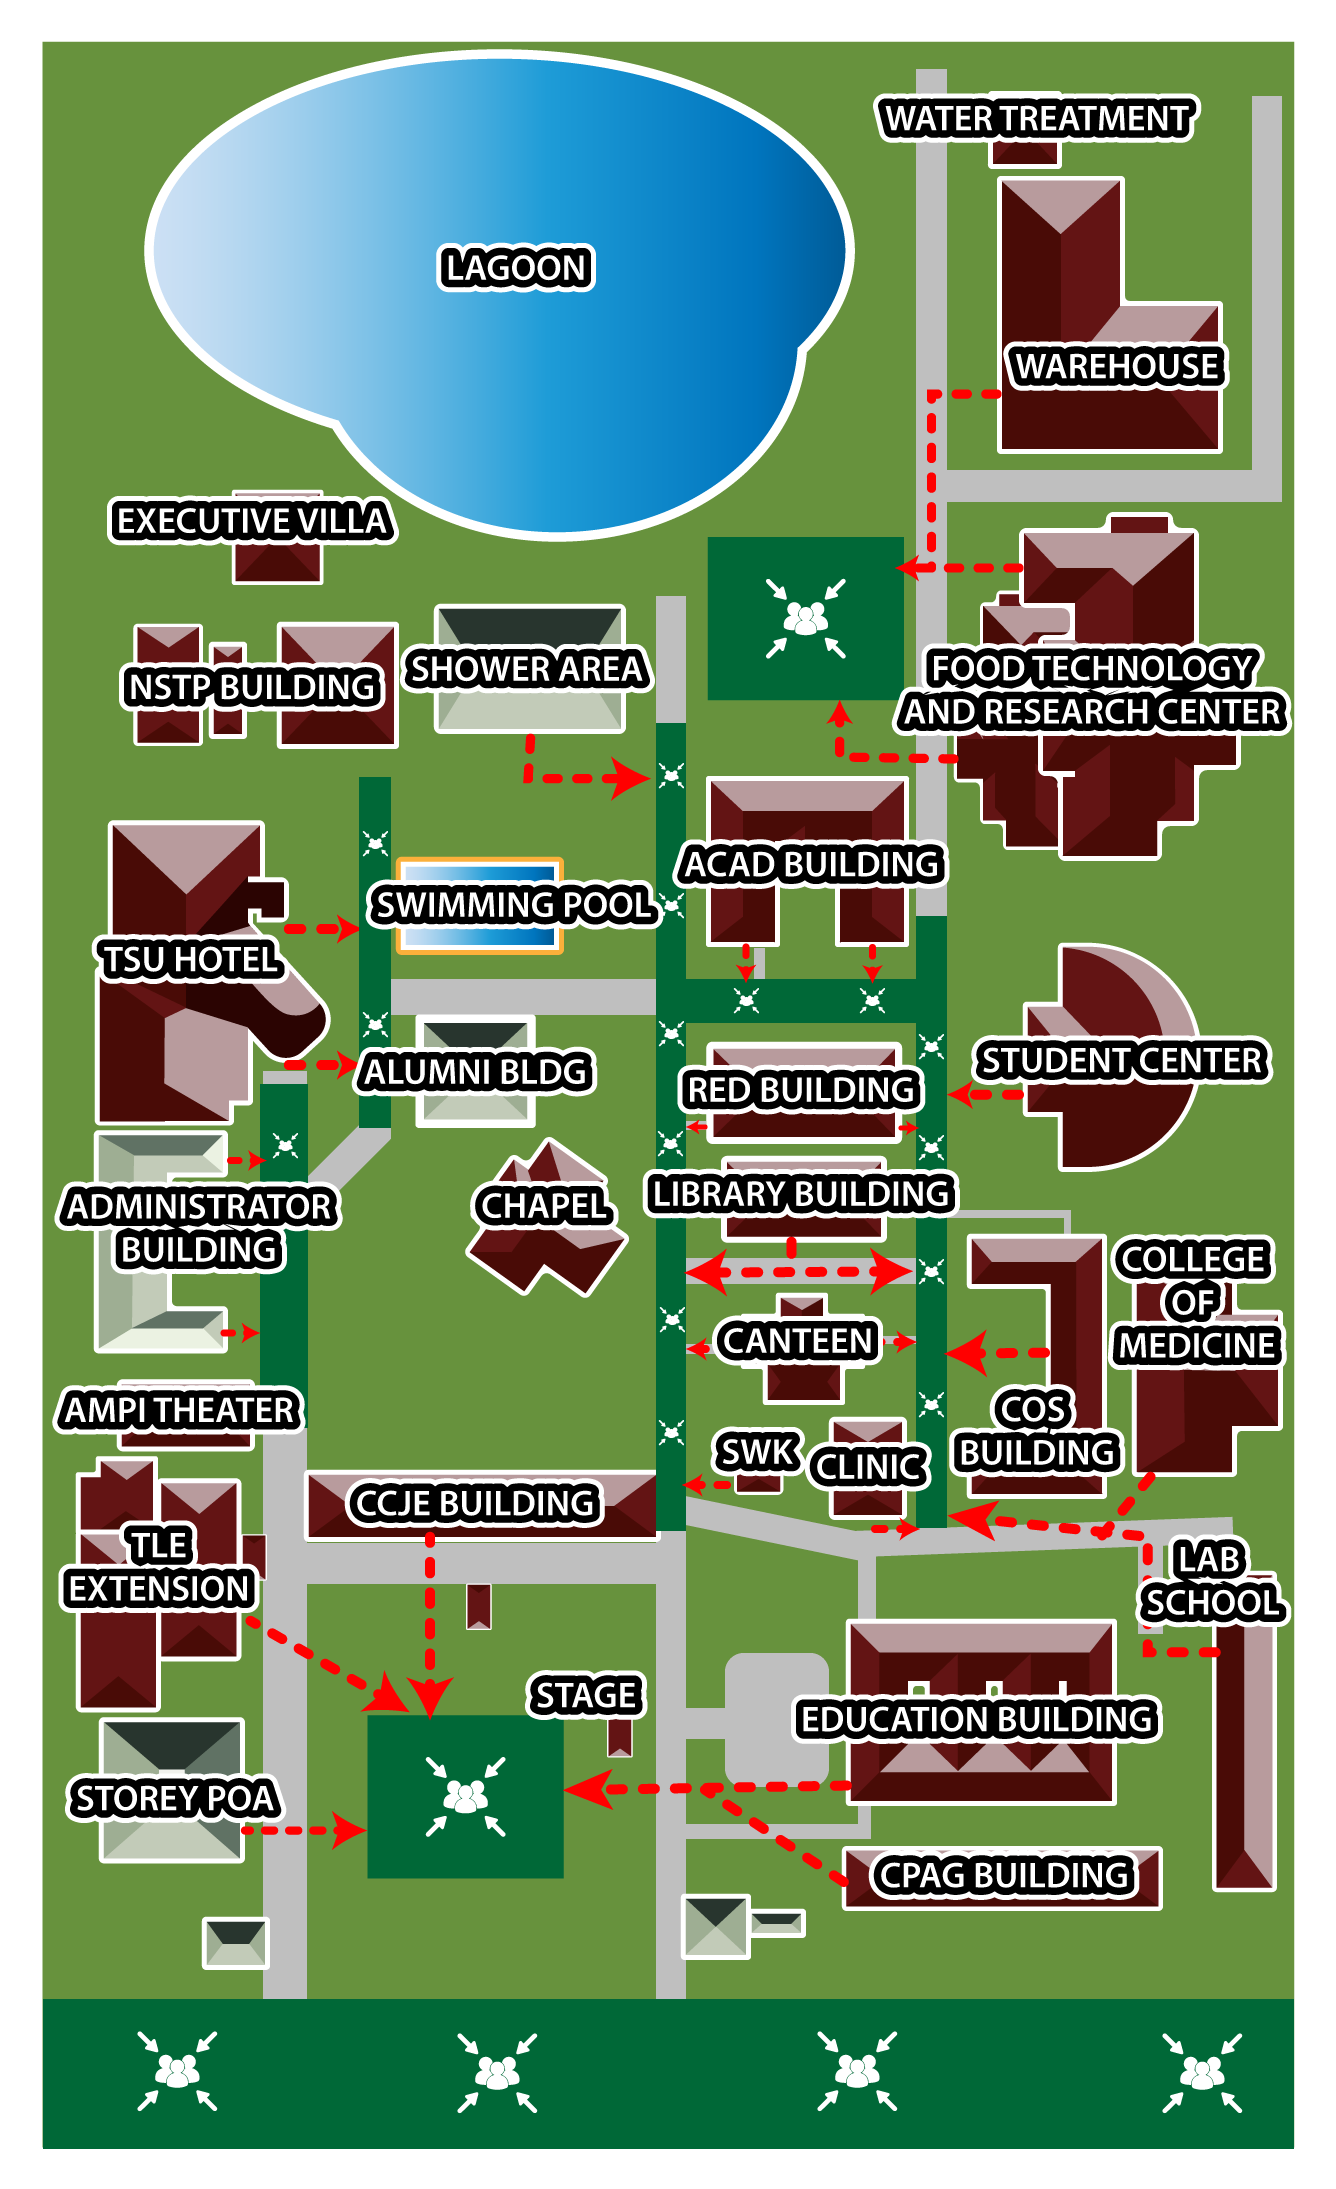 WATER TREATMENT
LAGOON
WAREHOUSE
EXECUTIVE VILLA
NSTP BUILDING
SHOWER AREA
FOOD TECHNOLOGY
AND RESEARCH CENTER
ACAD BUILDING
SWIMMING POOL
TSU HOTEL
ALUMNI BLDG
STUDENT CENTER
RED BUILDING
ADMINISTRATOR
BUILDING
CHAPEL
LIBRARY BUILDING
COLLEGE
OF
MEDICINE
CANTEEN
AMPI THEATER
COS
BUILDING
SWK
CLINIC
CCJE BUILDING
TLE
EXTENSION
LAB
SCHOOL
STAGE
EDUCATION BUILDING
STOREY POA
CPAG BUILDING